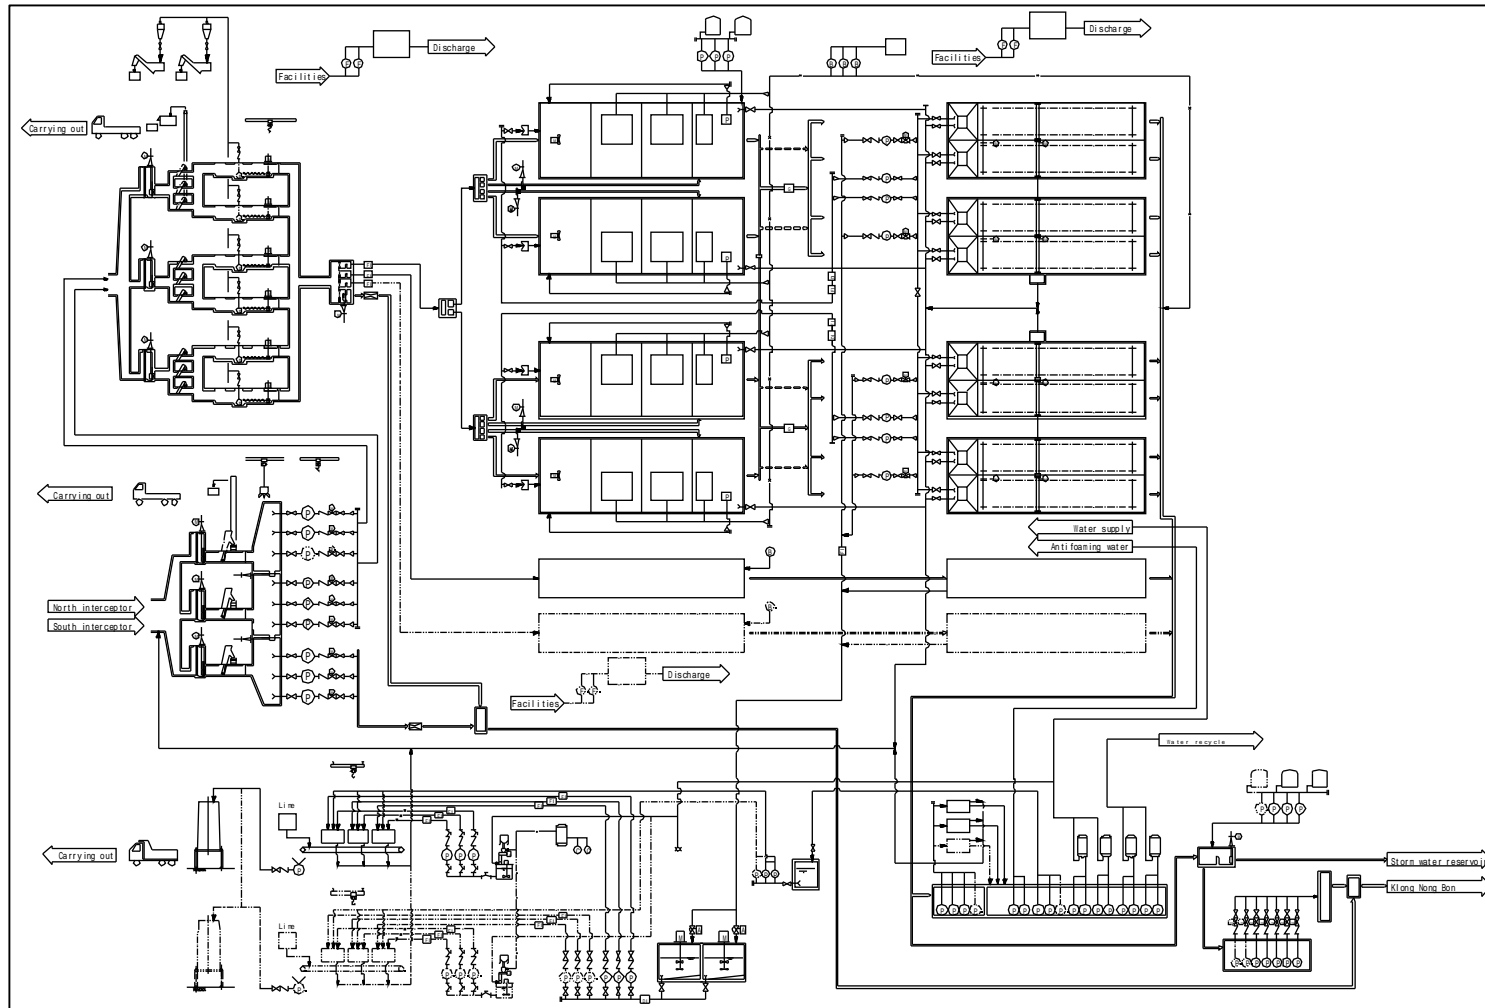 Discharge
Facilities
Discharge
Facilities
Carrying out
Carrying out
Water supply
Antifoaming water
North interceptor
South interceptor
Discharge
Facilities
Water recycle
Lime
Carrying out
Storm water reservoir
Klong Nong Bon
Lime